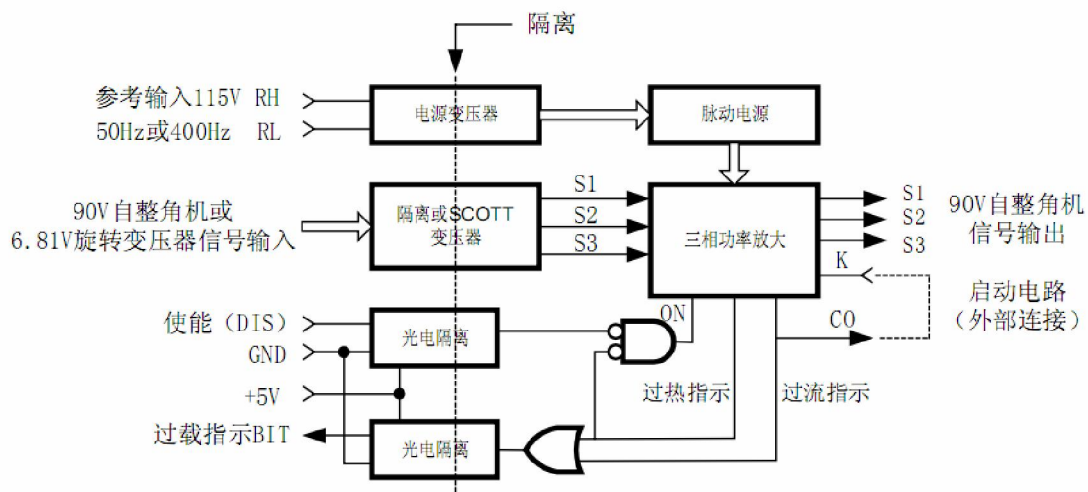 隔离
参考输入115V RH
50Hz或400Hz RL
电源变压器
脉动电源
90V自整角机或
6.81V旋转变压器信号输入
隔离或SCOTT
变压器
S1
S2
S3
三相功率放大
S1
S2
S3
90V自整角机
信号输出
K
启动电路
(外部连接)
CO
ON
使能(DIS)
GND
光电隔离
+5V
过热指示
过流指示
过载指示BIT
光电隔离